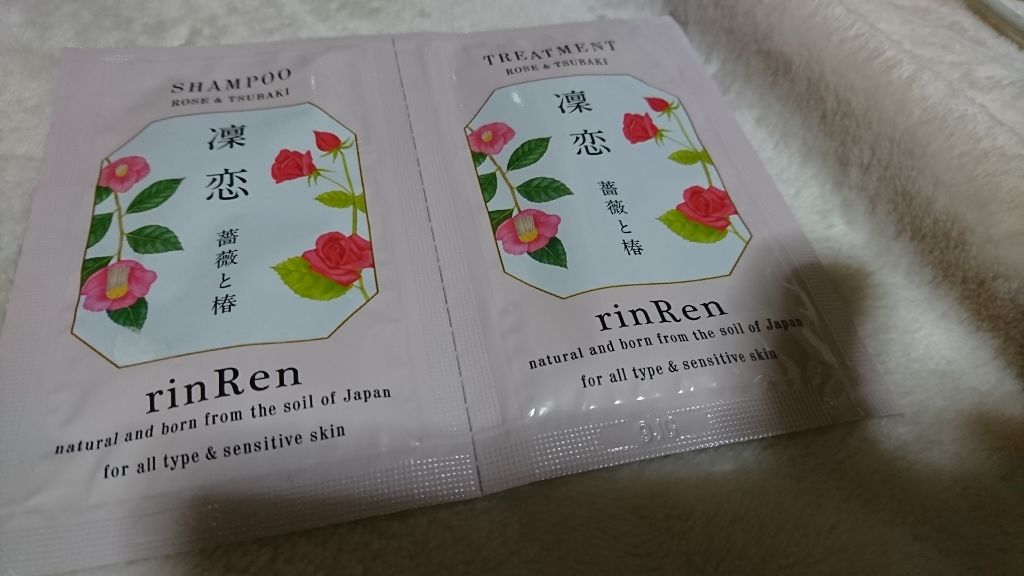 SHAMPOO
ROSE & TSUBAKI
凛恋
薔薇と椿
rinRen
natural and born from the soil of Japan
for all type & sensitive skin
TREATMENT
ROSE & TSUBAKI
凛恋
薔薇と椿
rinRen
natural and born from the soil of Japan
for all type & sensitive skin